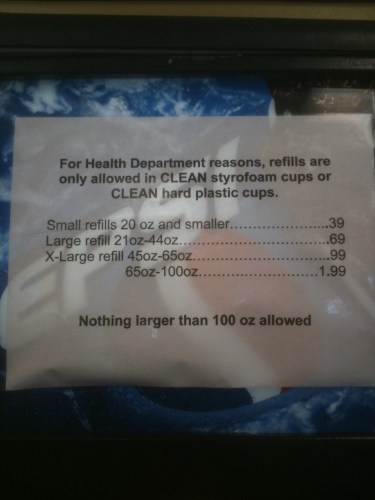 For Health Department reasons, refills are
only allowed in CLEAN styrofoam cups or
CLEAN hard plastic cups.
Small refills 20 oz and smaller.....................39
Large refill 21oz-44oz..............................69
X-Large refill 45oz-65oz...........................99
65oz-100oz..........................1.99
Nothing larger than 100 oz allowed